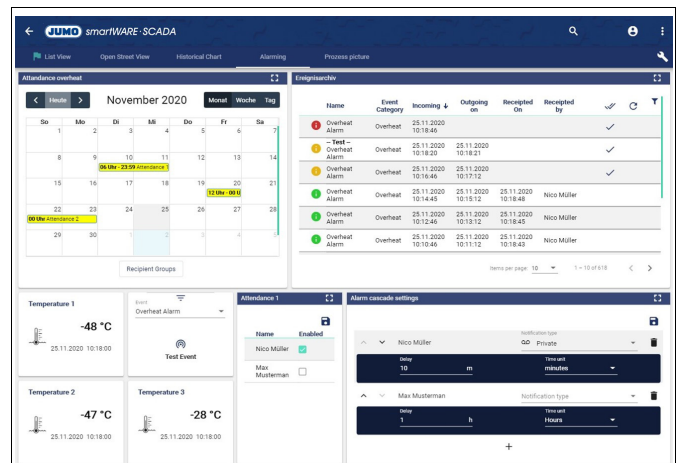 JUMO smartWARE·SCADA
List View Open Street View Historical Chart Alarming Prozess picture
Attandance overheat
Heute November 2020 Monat Woche Tag
So Mo Di Mi Do Fr Sa
1 2 3 4 5 6 7
8 9 10 11 12 13 14
06 Uhr - 23:59 Attendance 1
15 16 17 18 19 20 21
12 Uhr - 00 U
22 23 24 25 26 27 28
00 Uhr Attendance 2
29 30 1 2 3 4 5
Recipient Groups
Ereignisarchiv
Name Event Category Incoming Outgoing on Receipted On Receipted by
Overheat Alarm Overheat 25.11.2020 10:18:46
-- Test -- Overheat Alarm Overheat 25.11.2020 10:18:20 25.11.2020 10:18:21
Overheat Alarm Overheat 25.11.2020 10:16:46 25.11.2020 10:17:12
Overheat Alarm Overheat 25.11.2020 10:14:45 25.11.2020 10:15:12 25.11.2020 10:18:48 Nico Müller
Overheat Alarm Overheat 25.11.2020 10:12:46 25.11.2020 10:13:12 25.11.2020 10:18:45 Nico Müller
Overheat Alarm Overheat 25.11.2020 10:10:46 25.11.2020 10:11:12 25.11.2020 10:18:43 Nico Müller
Items per page: 10 1 – 10 of 618
Temperature 1
-48 °C
25.11.2020 10:18:00
Event
Overheat Alarm
Test Event
Temperature 2
-47 °C
25.11.2020 10:18:00
Temperature 3
-28 °C
25.11.2020 10:18:00
Attendance 1
Name Enabled
Nico Müller
Max Musterman
Alarm cascade settings
Nico Müller
Notification type
Private
Delay Time unit
10 m minutes
Max Musterman Notification type
Delay Time unit
1 h Hours